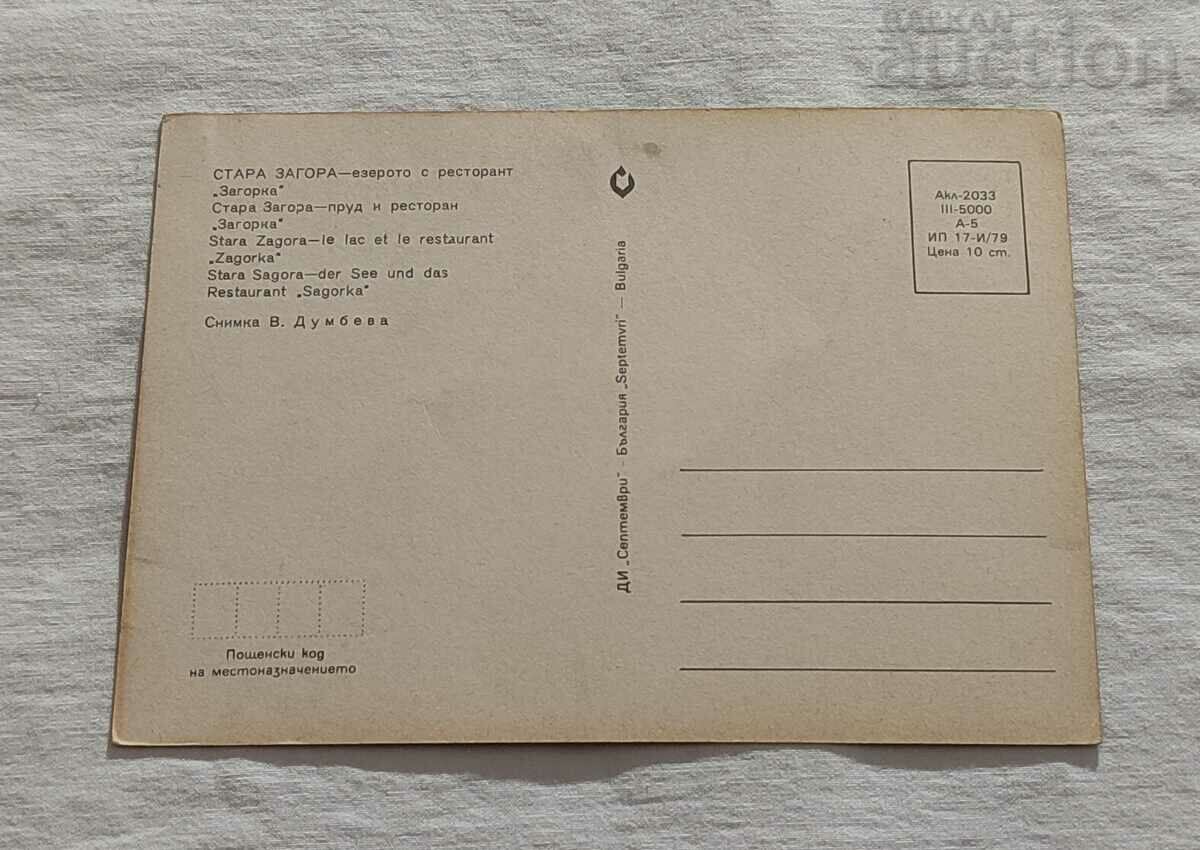 BALKAN
auction
СТАРА ЗАГОРА—езерото с ресторант
„Загорка"
Стара Загора—пруд и ресторан
„Загорка"
Stara Zagora—le lac et le restaurant
„Zagorka"
Stara Sagora—der See und das
Restaurant „Sagorka"
Снимка В. Думбева
ДИ „Септември" - България „Septemvri" — Bulgaria
Акл-2033
III-5000
А-5
ИП 17-И/79
Цена 10 ст.
Пощенски код
на местоназначението